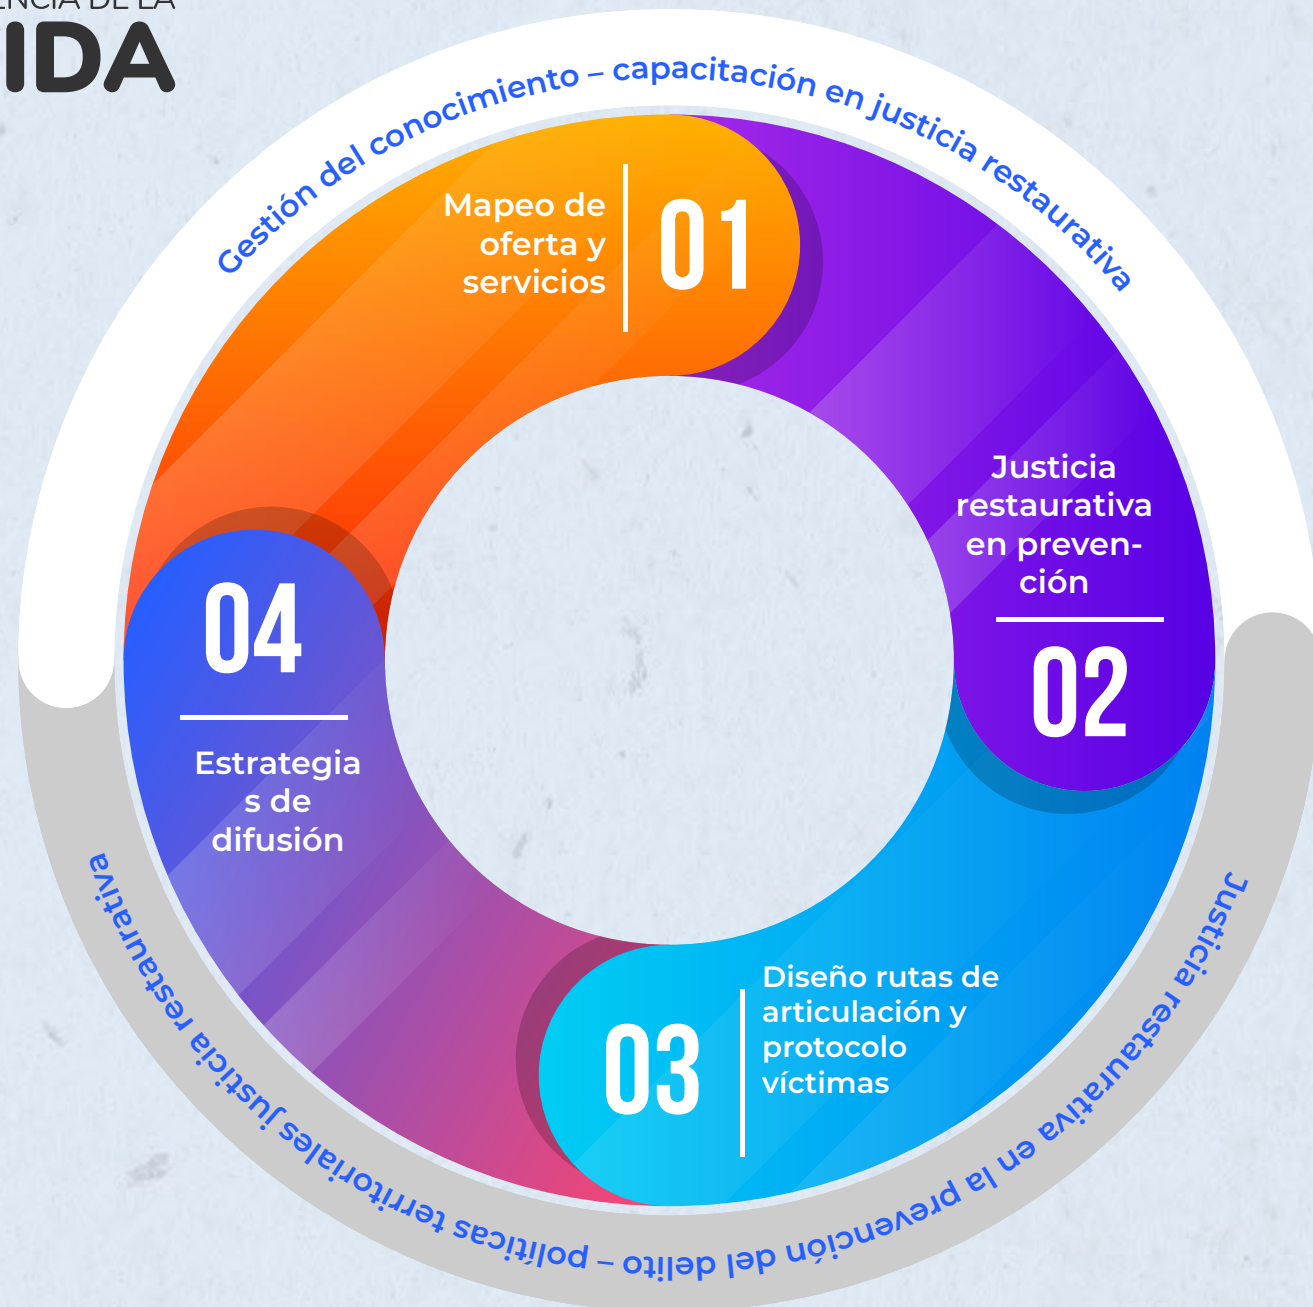 DE LA
Gestión del conocimiento – capacitación en justicia restaurativa
Mapeo de
oferta y
servicios
01
Justicia
restaurativa
en preven-
ción
02
Diseño rutas de
articulación y
protocolo
víctimas
03
04
Estrategia
s de
difusión
Justicia restaurativa en la prevención del delito – políticas territoriales justicia restaurativa